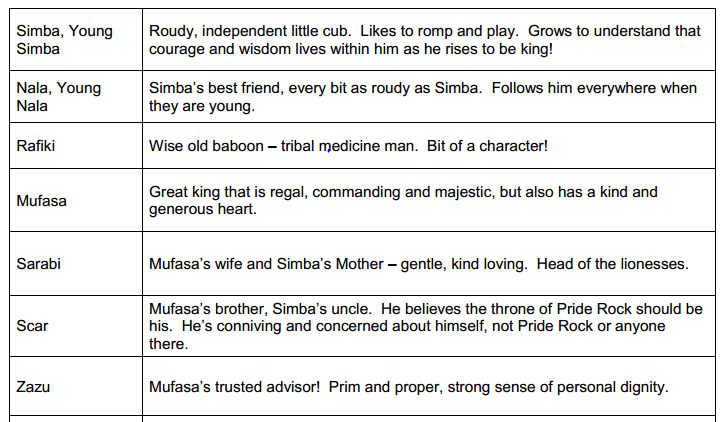 Simba, Young
Simba
Roudy, independent little cub.  Likes to romp and play.  Grows to understand that
courage and wisdom lives within him as he rises to be king!
Nala, Young
Nala
Simba’s best friend, every bit as roudy as Simba.  Follows him everywhere when
they are young.
Rafiki
Wise old baboon – tribal medicine man.  Bit of a character!
Mufasa
Great king that is regal, commanding and majestic, but also has a kind and
generous heart.
Sarabi
Mufasa’s wife and Simba’s Mother – gentle, kind loving.  Head of the lionesses.
Scar
Mufasa’s brother, Simba’s uncle.  He believes the throne of Pride Rock should be
his.  He’s conniving and concerned about himself, not Pride Rock or anyone
there.
Zazu
Mufasa’s trusted advisor!  Prim and proper, strong sense of personal dignity.